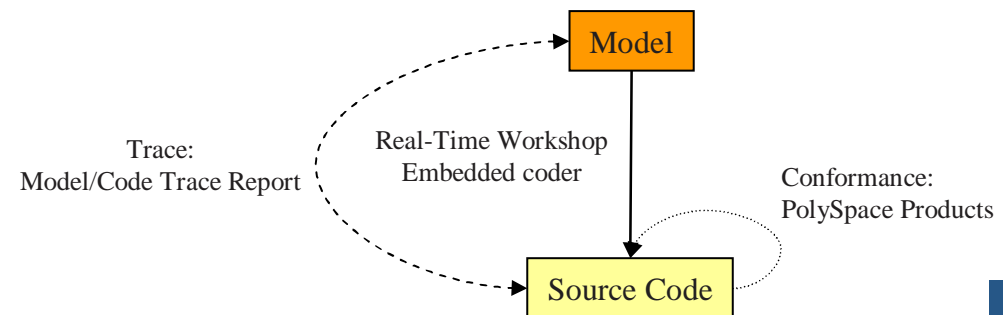 Model
Real-Time Workshop
Embedded coder
Trace:
Model/Code Trace Report
Conformance:
PolySpace Products
Source Code